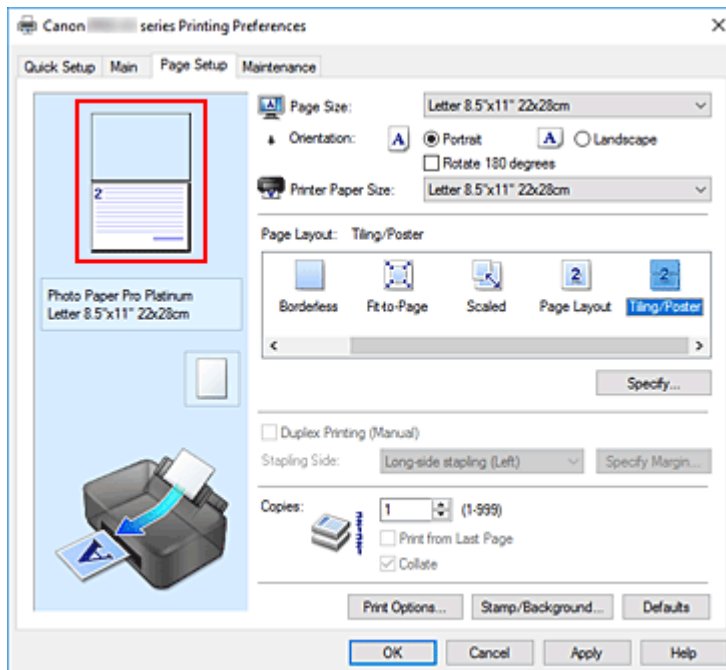 Canon series Printing Preferences
Quick Setup Main Page Setup Maintenance
2
Photo Paper Pro Platinum
Letter 8.5"x11" 22x28cm
A
Page Size: Letter 8.5"x11" 22x28cm
Orientation: A Portrait A Landscape
Rotate 180 degrees
Printer Paper Size: Letter 8.5"x11" 22x28cm
Page Layout: Tiling/Poster
2 2
Borderless Fit-to-Page Scaled Page Layout Tiling/Poster
Specify...
Duplex Printing (Manual)
Stapling Side: Long-side stapling (Left) Specify Margin...
Copies: 1 (1-999)
Print from Last Page
Collate
Print Options... Stamp/Background... Defaults
OK Cancel Apply Help